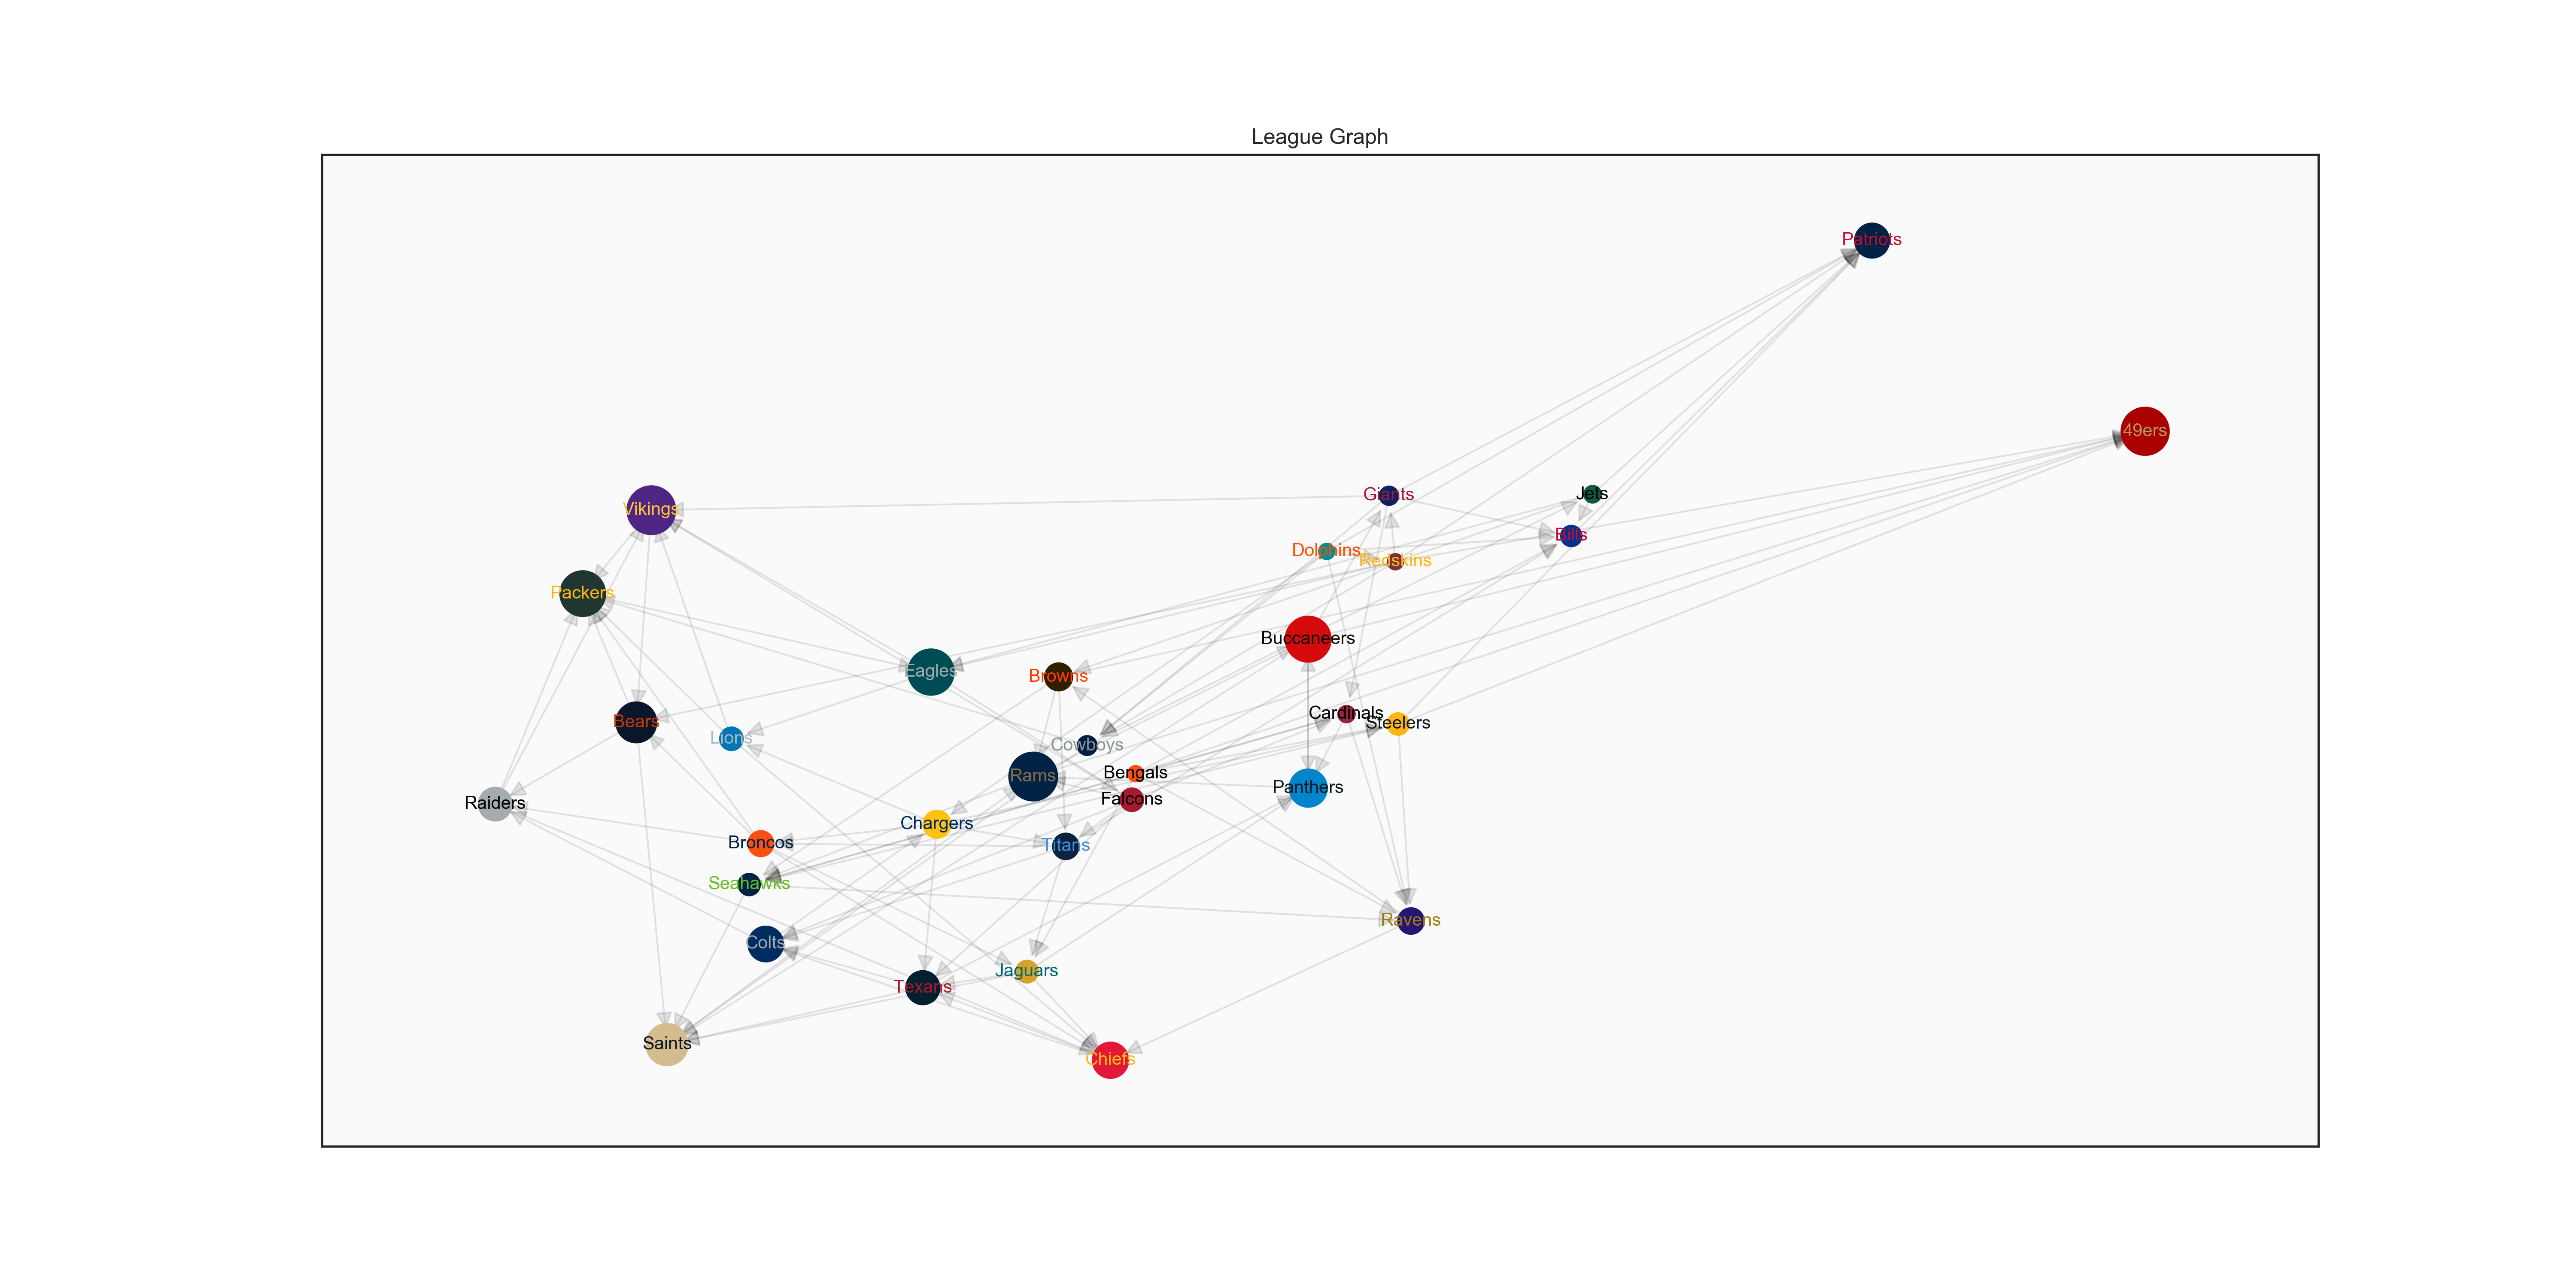 League Graph
Patriots
49ers
Giants
Jets
Vikings
Bills
Dolphins
Redskins
Packers
Buccaneers
Eagles
Browns
Cardinals
Bears
Steelers
Lions
Cowboys
Bengals
Rams
Panthers
Falcons
Raiders
Chargers
Broncos
Titans
Seahawks
Ravens
Colts
Jaguars
Texans
Saints
Chiefs